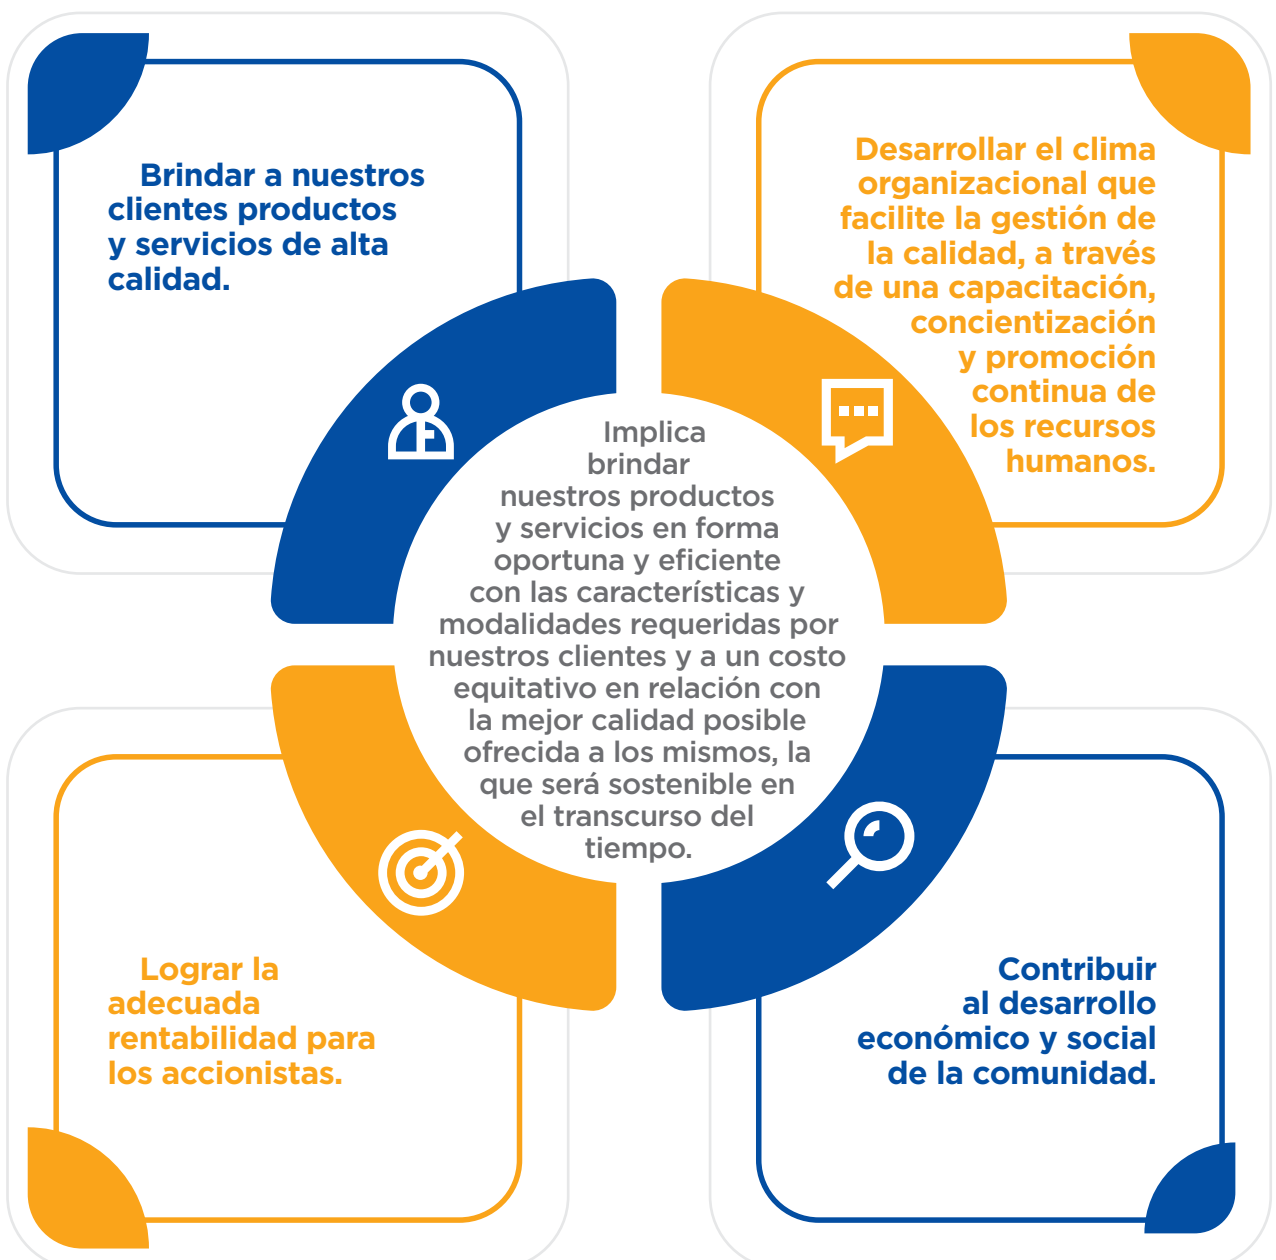 Brindar a nuestros
clientes productos
y servicios de alta
calidad.
Desarrollar el clima
organizacional que
facilite la gestión de
la calidad, a través
de una capacitación,
concientización
y promoción
continua de
los recursos
humanos.
Implica
brindar
nuestros productos
y servicios en forma
oportuna y eficiente
con las características y
modalidades requeridas por
nuestros clientes y a un costo
equitativo en relación con
la mejor calidad posible
ofrecida a los mismos, la
que será sostenible en
el transcurso del
tiempo.
Lograr la
adecuada
rentabilidad para
los accionistas.
Contribuir
al desarrollo
económico y social
de la comunidad.